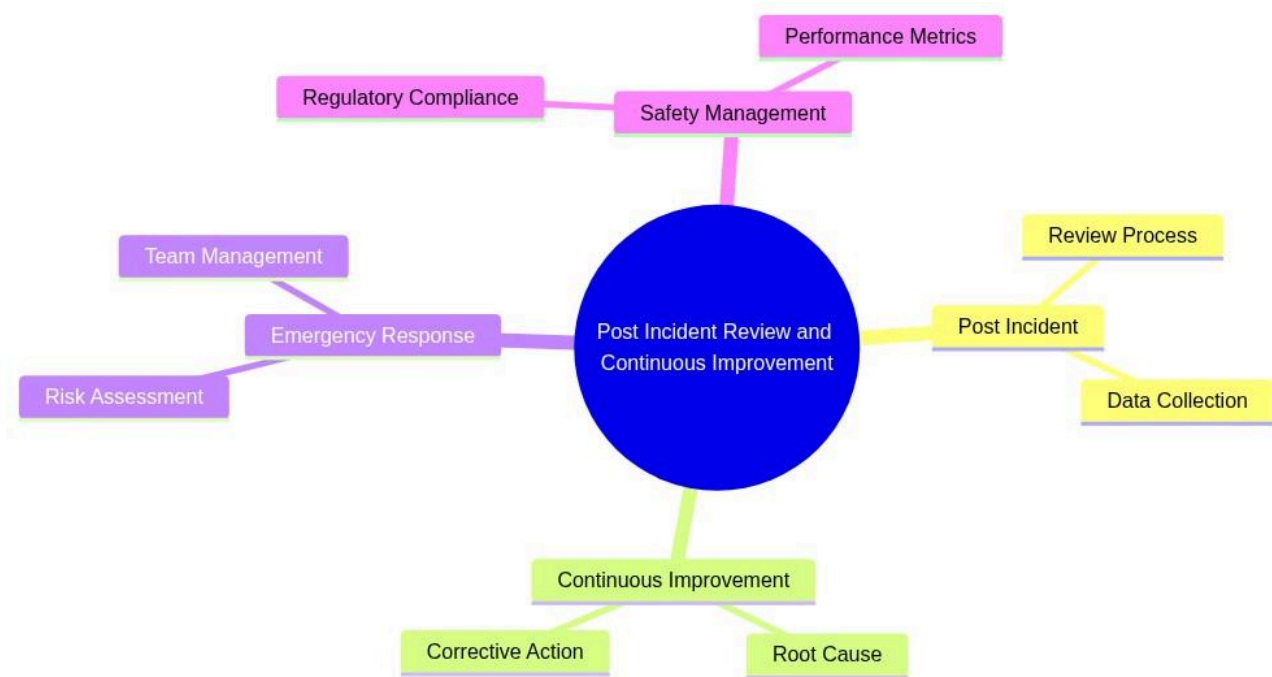 Performance Metrics
Regulatory Compliance
Safety Management
Review Process
Team Management
Post Incident
Emergency Response
Post Incident Review and
Continuous Improvement
Risk Assessment
Data Collection
Continuous Improvement
Corrective Action
Root Cause